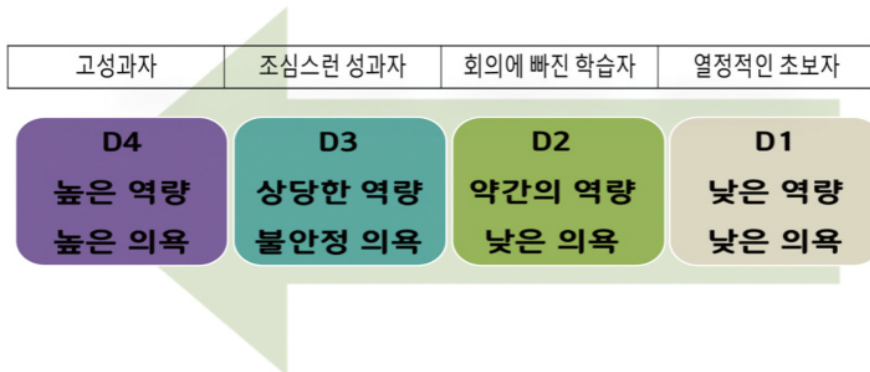 고성과자
조심스런 성과자
회의에 빠진 학습자
열정적인 초보자
D4
높은 역량
높은 의욕
D3
상당한 역량
불안정 의욕
D2
약간의 역량
낮은 의욕
D1
낮은 역량
낮은 의욕